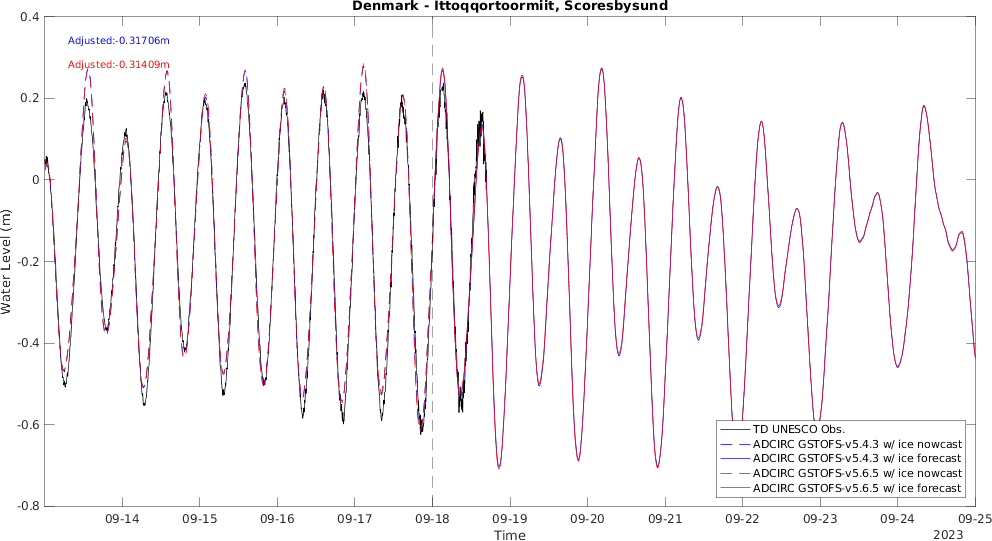 Denmark - Ittoqqortoormiit, Scoresbysund
Adjusted:-0.31706m
Adjusted:-0.31409m
Water Level (m)
0.4
0.2
0
-0.2
-0.4
-0.6
-0.8
09-14 09-15 09-16 09-17 09-18 09-19 09-20 09-21 09-22 09-23 09-24 09-25
Time
2023
TD UNESCO Obs.
ADCIRC GSTOFS-v5.4.3 w/ ice nowcast
ADCIRC GSTOFS-v5.4.3 w/ ice forecast
ADCIRC GSTOFS-v5.6.5 w/ ice nowcast
ADCIRC GSTOFS-v5.6.5 w/ ice forecast